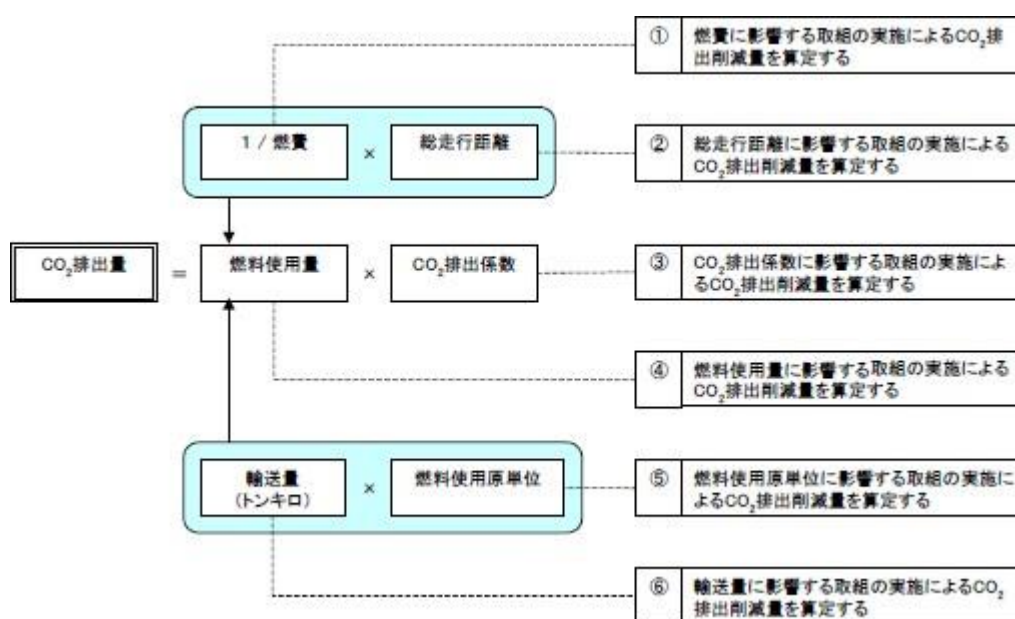 ① 燃費に影響する取組の実施によるCO₂排
出削減量を算定する
1 / 燃費 × 総走行距離
② 総走行距離に影響する取組の実施による
CO₂排出削減量を算定する
CO₂排出量 = 燃料使用量 × CO₂排出係数
③ CO₂排出係数に影響する取組の実施によ
るCO₂排出削減量を算定する
④ 燃料使用量に影響する取組の実施による
CO₂排出削減量を算定する
輸送量
(トンキロ)
× 燃料使用原単位
⑤ 燃料使用原単位に影響する取組の実施に
よるCO₂排出削減量を算定する
⑥ 輸送量に影響する取組の実施によるCO₂
排出削減量を算定する